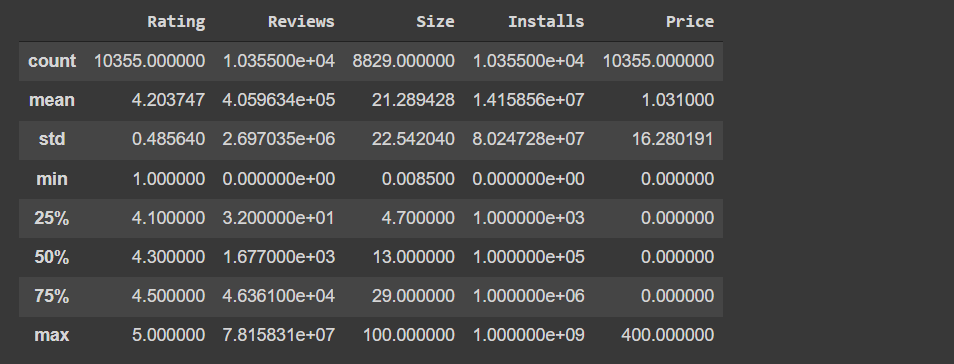 Rating Reviews Size Installs Price
count 10355.000000 1.035500e+04 8829.000000 1.035500e+04 10355.000000
mean 4.203747 4.059634e+05 21.289428 1.415856e+07 1.031000
std 0.485640 2.697035e+06 22.542040 8.024728e+07 16.280191
min 1.000000 0.000000e+00 0.008500 0.000000e+00 0.000000
25% 4.100000 3.200000e+01 4.700000 1.000000e+03 0.000000
50% 4.300000 1.677000e+03 13.000000 1.000000e+05 0.000000
75% 4.500000 4.636100e+04 29.000000 1.000000e+06 0.000000
max 5.000000 7.815831e+07 100.000000 1.000000e+09 400.000000